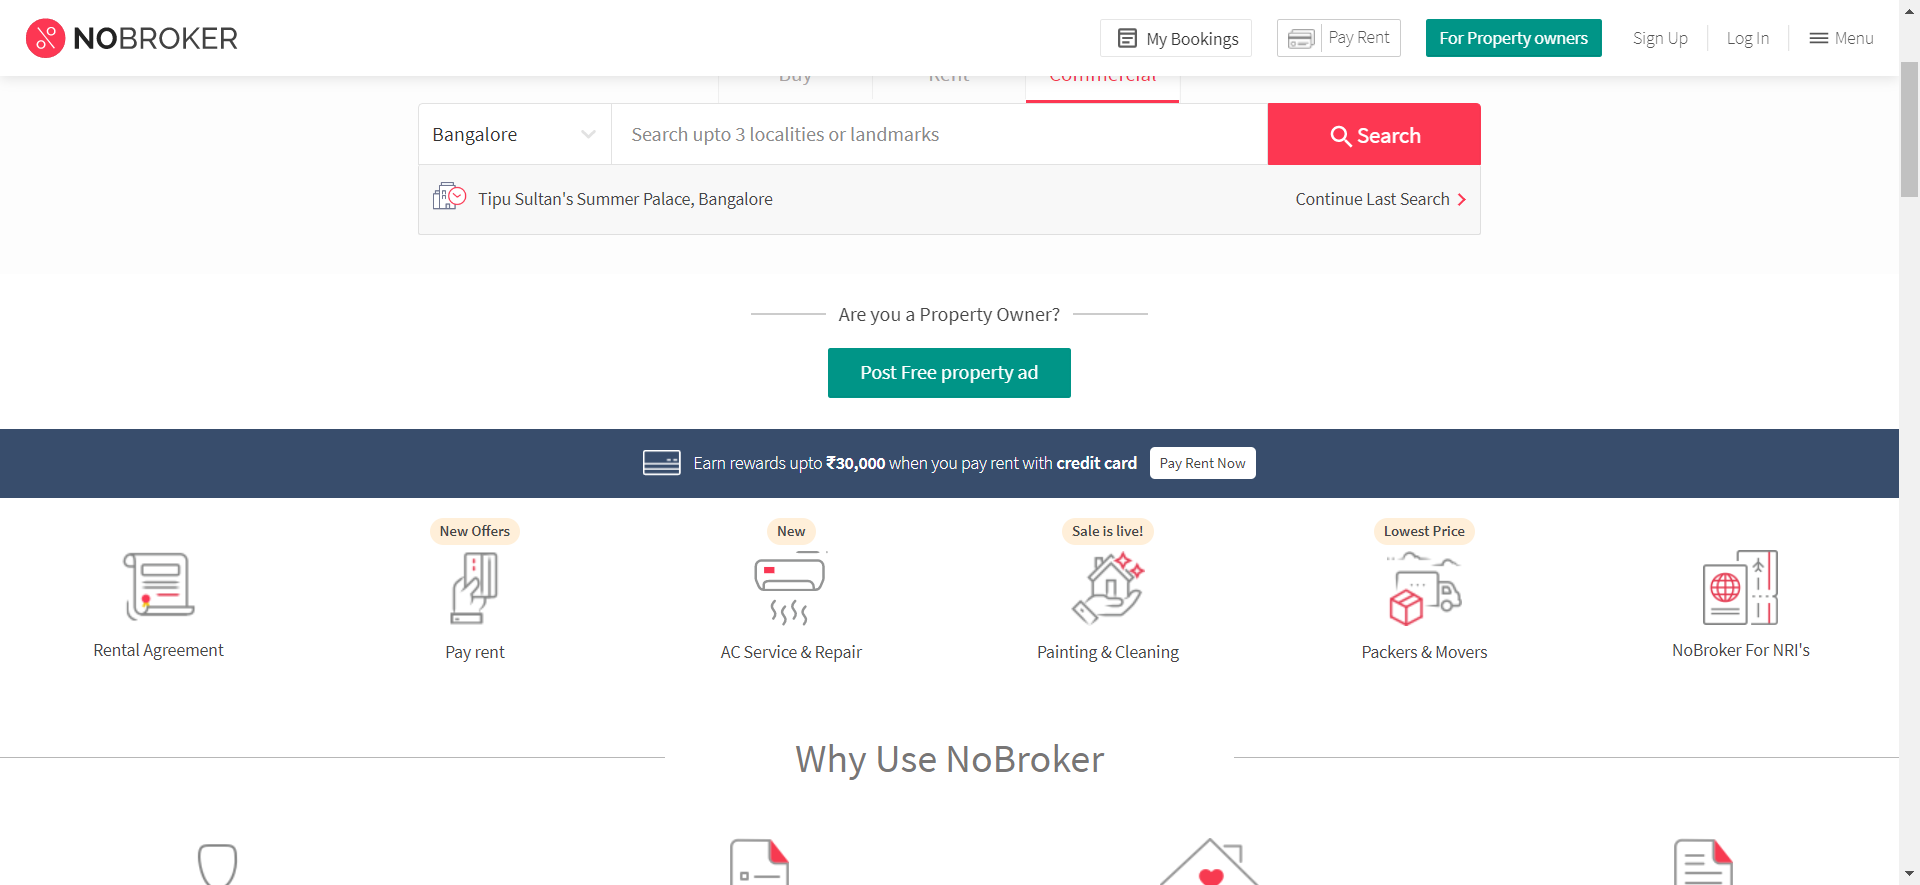 NOBROKER
My Bookings
Pay Rent
For Property owners
Sign Up
Log In
Menu
Buy
Rent
Commercial
Bangalore
Search upto 3 localities or landmarks
Search
Tipu Sultan's Summer Palace, Bangalore
Continue Last Search
Are you a Property Owner?
Post Free property ad
Earn rewards upto ₹30,000 when you pay rent with credit card
Pay Rent Now
Rental Agreement
New Offers
Pay rent
New
AC Service & Repair
Sale is live!
Painting & Cleaning
Lowest Price
Packers & Movers
NoBroker For NRI's
Why Use NoBroker